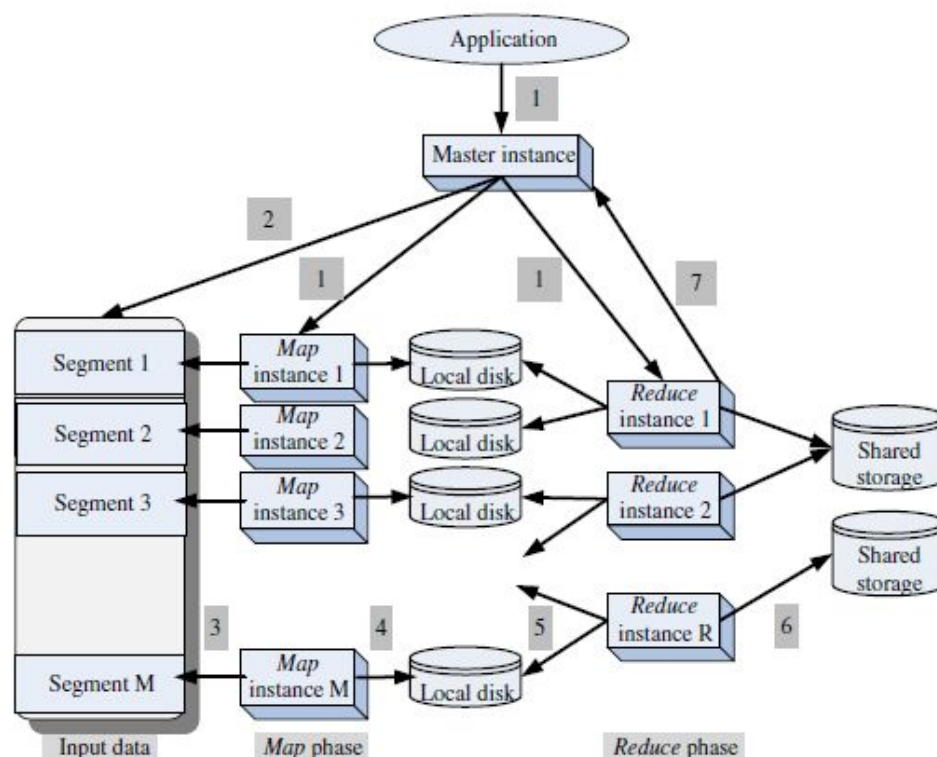 Application
1
Master instance
2
1
1
7
Segment 1
Map
instance 1
Local disk
Reduce
instance 1
Segment 2
Map
instance 2
Local disk
Shared
storage
Segment 3
Map
instance 3
Local disk
Reduce
instance 2
Shared
storage
Reduce
instance R
3
4
5
6
Segment M
Map
instance M
Local disk
Input data
Map phase
Reduce phase